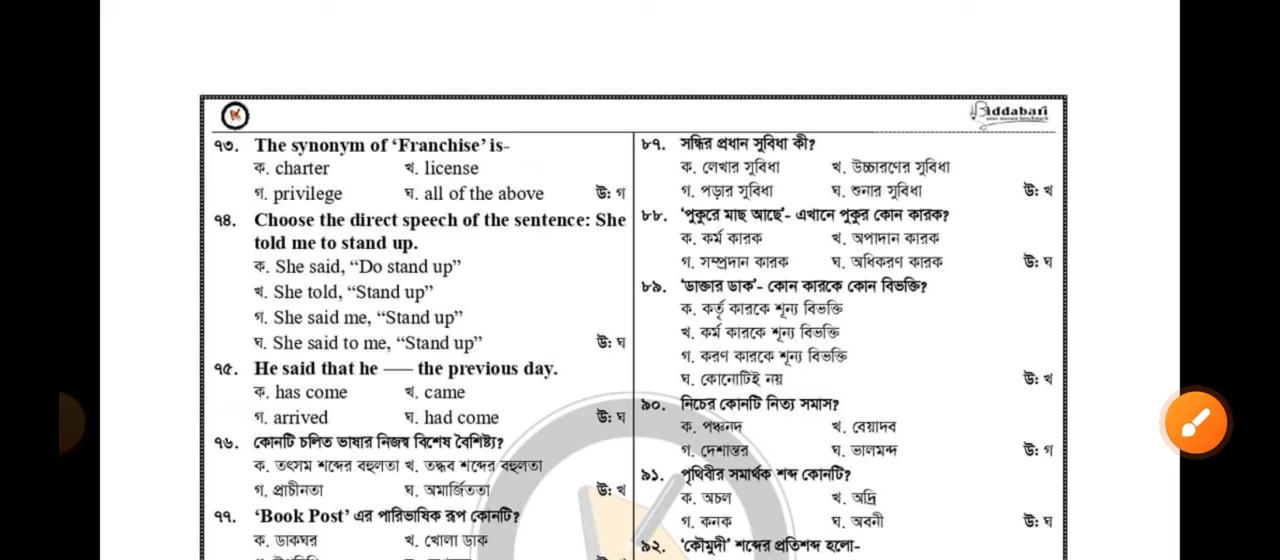 Biddabari
৭৩. The synonym of ‘Franchise’ is-
ক. charter খ. license
গ. privilege ঘ. all of the above উ: গ
৭৪. Choose the direct speech of the sentence: She
told me to stand up.
ক. She said, “Do stand up”
খ. She told, “Stand up”
গ. She said me, “Stand up”
ঘ. She said to me, “Stand up” উ: ঘ
৭৫. He said that he —— the previous day.
ক. has come খ. came
গ. arrived ঘ. had come উ: ঘ
৭৬. কোনটি চলিত ভাষার নিজস্ব বিশেষ বৈশিষ্ট্য?
ক. তৎসম শব্দের বহুলতা খ. তদ্ভব শব্দের বহুলতা
গ. প্রাচীনতা ঘ. অমার্জিততা উ: খ
৭৭. ‘Book Post’ এর পারিভাষিক রূপ কোনটি?
ক. ডাকঘর খ. খোলা ডাক
৮৭. সন্ধির প্রধান সুবিধা কী?
ক. লেখার সুবিধা খ. উচ্চারণের সুবিধা
গ. পড়ার সুবিধা ঘ. শুনার সুবিধা উ: খ
৮৮. ‘পুকুরে মাছ আছে’- এখানে পুকুর কোন কারক?
ক. কর্ম কারক খ. অপাদান কারক
গ. সম্প্রদান কারক ঘ. অধিকরণ কারক উ: ঘ
৮৯. ‘ডাক্তার ডাক’- কোন কারকে কোন বিভক্তি?
ক. কর্তৃ কারকে শূন্য বিভক্তি
খ. কর্ম কারকে শূন্য বিভক্তি
গ. করণ কারকে শূন্য বিভক্তি
ঘ. কোনোটিই নয় উ: খ
৯০. নিচের কোনটি নিত্য সমাস?
ক. পঞ্চনদ খ. বেয়াদব
গ. দেশান্তর ঘ. ভালমন্দ উ: গ
৯১. পৃথিবীর সমার্থক শব্দ কোনটি?
ক. অচল খ. অদ্রি
গ. কনক ঘ. অবনী উ: ঘ
৯২. ‘কৌমুদী’ শব্দের প্রতিশব্দ হলো-